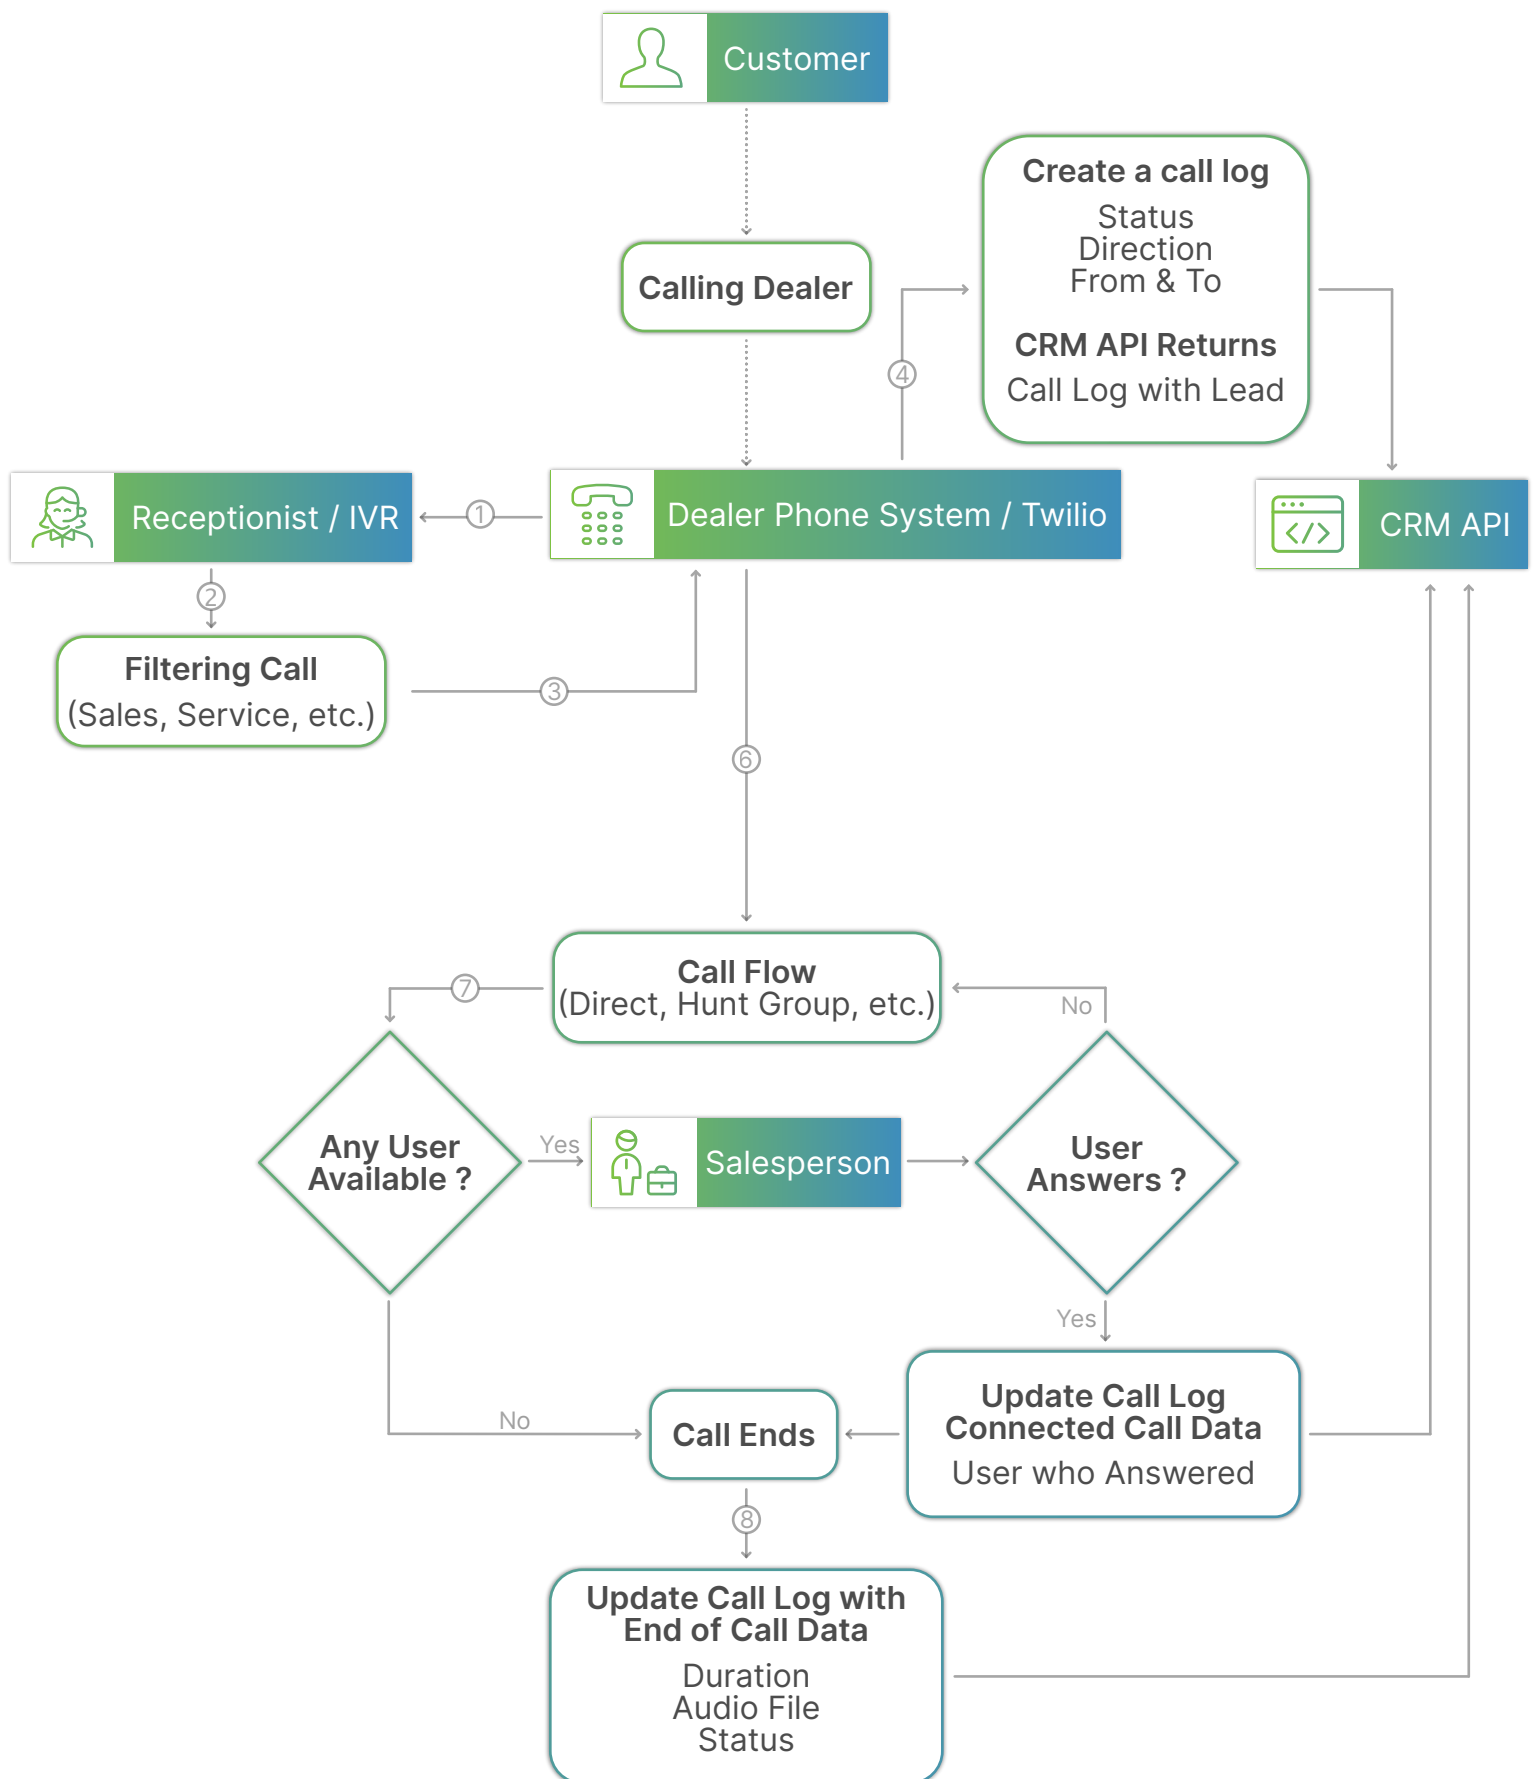 Customer
Create a call log
Status
Direction
From & To
CRM API Returns
Call Log with Lead
Calling Dealer
4
Receptionist / IVR
1
Dealer Phone System / Twilio
CRM API
2
Filtering Call
(Sales, Service, etc.)
3
6
Call Flow
(Direct, Hunt Group, etc.)
7
No
Any User
Available ?
Yes
Salesperson
User
Answers ?
Yes
No
Call Ends
Update Call Log
Connected Call Data
User who Answered
8
Update Call Log with
End of Call Data
Duration
Audio File
Status